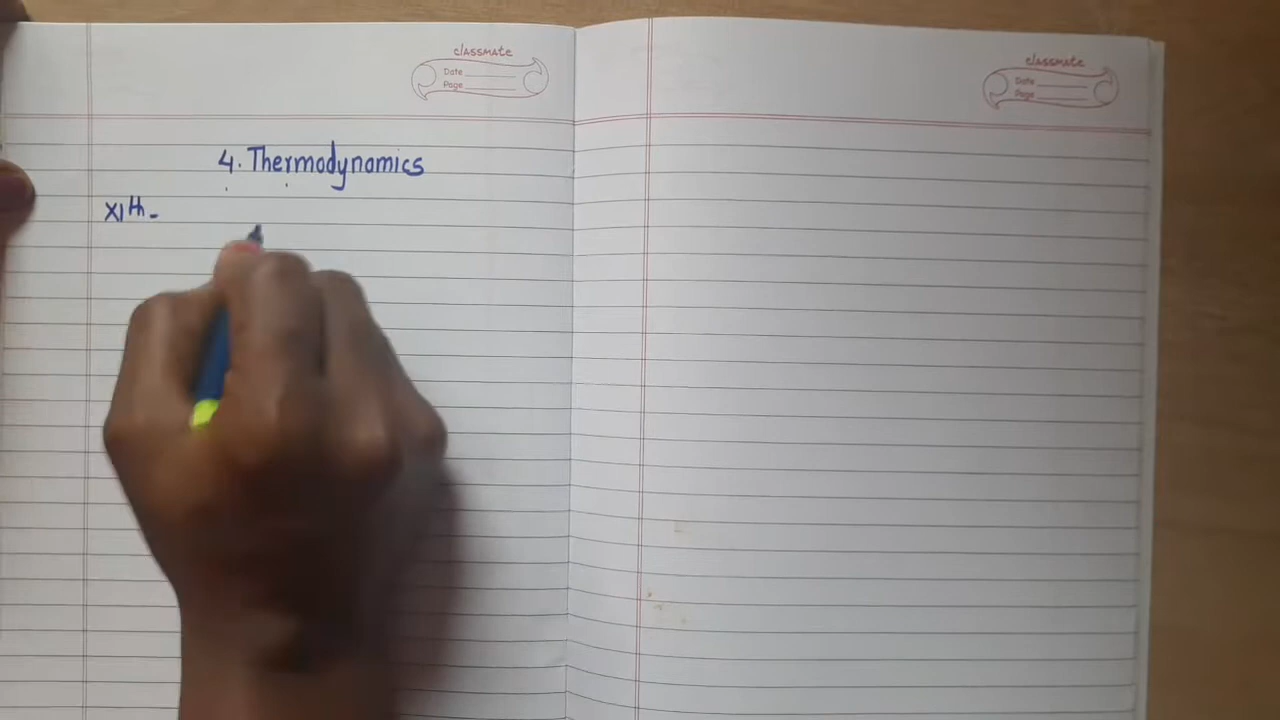 classmate
Date
Page
classmate
Date
Page
4. Thermodynamics
XIth -